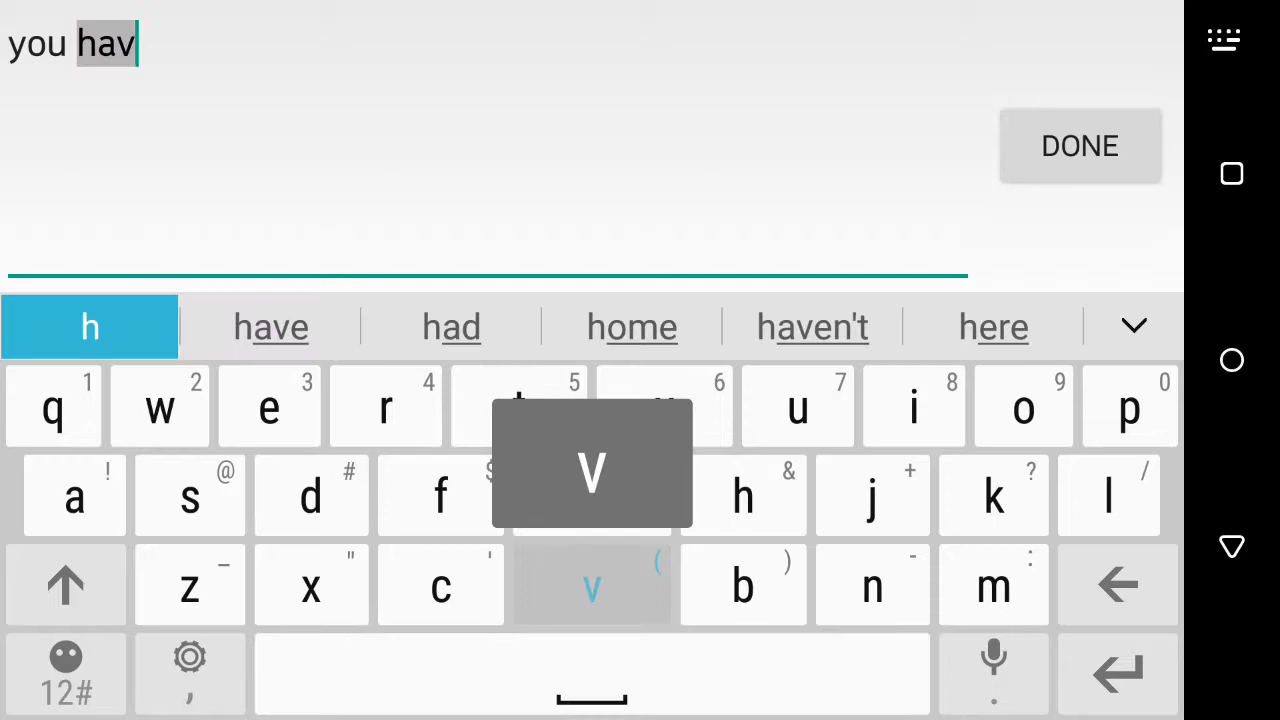 you hav
DONE
h have had home haven't here
q 1 w 2 e 3 r 4 5 6 u 7 i 8 o 9 p 0
a ! s @ d # f $ h & j + k ? l /
V
z _ x " c ' v ( b ) n - m :
12# , .